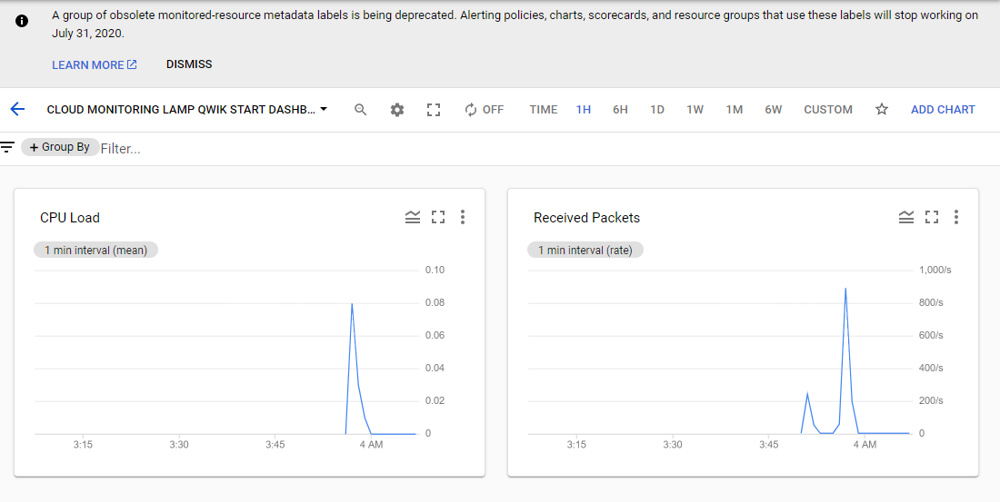 A group of obsolete monitored-resource metadata labels is being deprecated. Alerting policies, charts, scorecards, and resource groups that use these labels will stop working on
July 31, 2020.
LEARN MORE DISMISS
CLOUD MONITORING LAMP QWIK START DASHB... OFF TIME 1H 6H 1D 1W 1M 6W CUSTOM ADD CHART
+ Group By Filter...
CPU Load
1 min interval (mean)
0.10
0.08
0.06
0.04
0.02
0
3:15 3:30 3:45 4 AM
Received Packets
1 min interval (rate)
1,000/s
800/s
600/s
400/s
200/s
0
3:15 3:30 3:45 4 AM